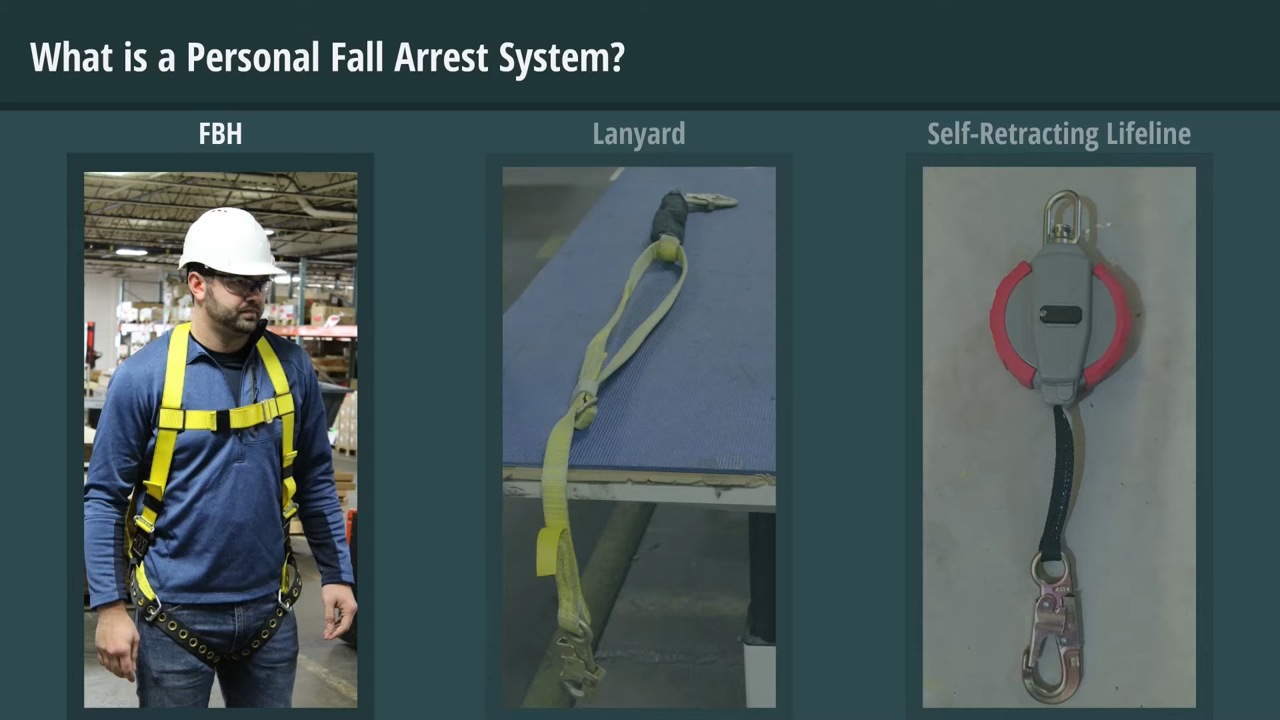 What is a Personal Fall Arrest System?
FBH
Lanyard
Self-Retracting Lifeline